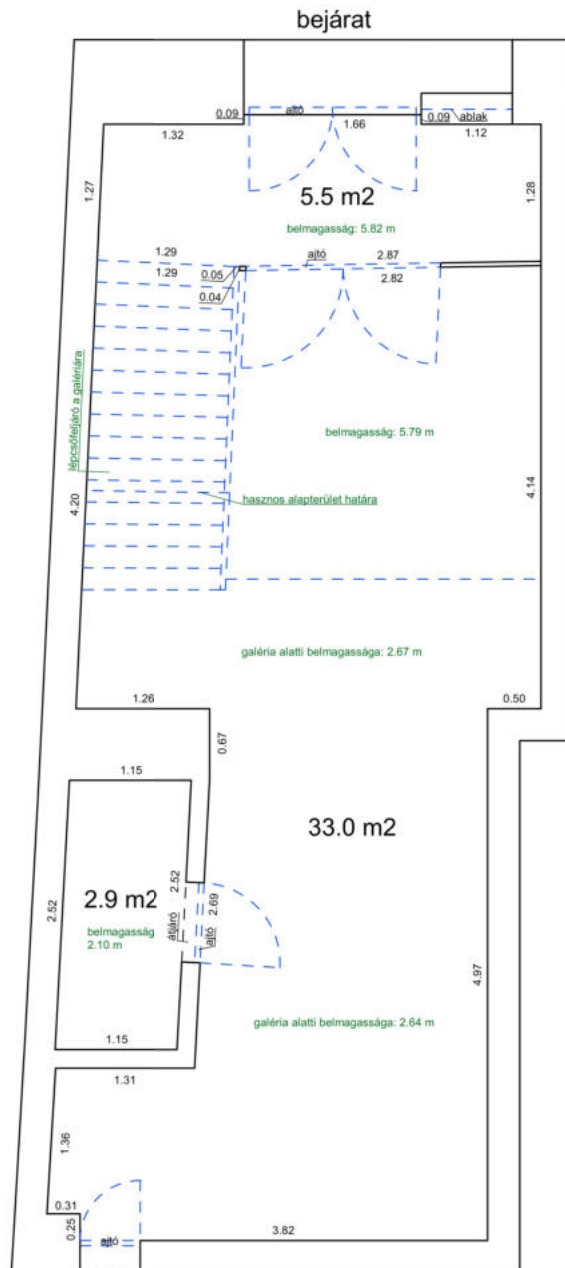 bejárat
0.09
ajtó
1.66
0.09
ablak
1.32
1.12
1.27
5.5 m2
1.28
belmagasság: 5.82 m
1.29
ajtó
2.87
1.29
0.05
2.82
0.04
lépcsőfeljáró a galériára
belmagasság: 5.79 m
4.20
hasznos alapterület határa
4.14
galéria alatti belmagassága: 2.67 m
1.26
0.50
0.67
1.15
33.0 m2
2.52
2.52
2.9 m2
2.69
belmagasság
2.10 m
átjáró
ajtó
4.97
galéria alatti belmagassága: 2.64 m
1.15
1.31
1.36
0.31
0.25
ajtó
3.82